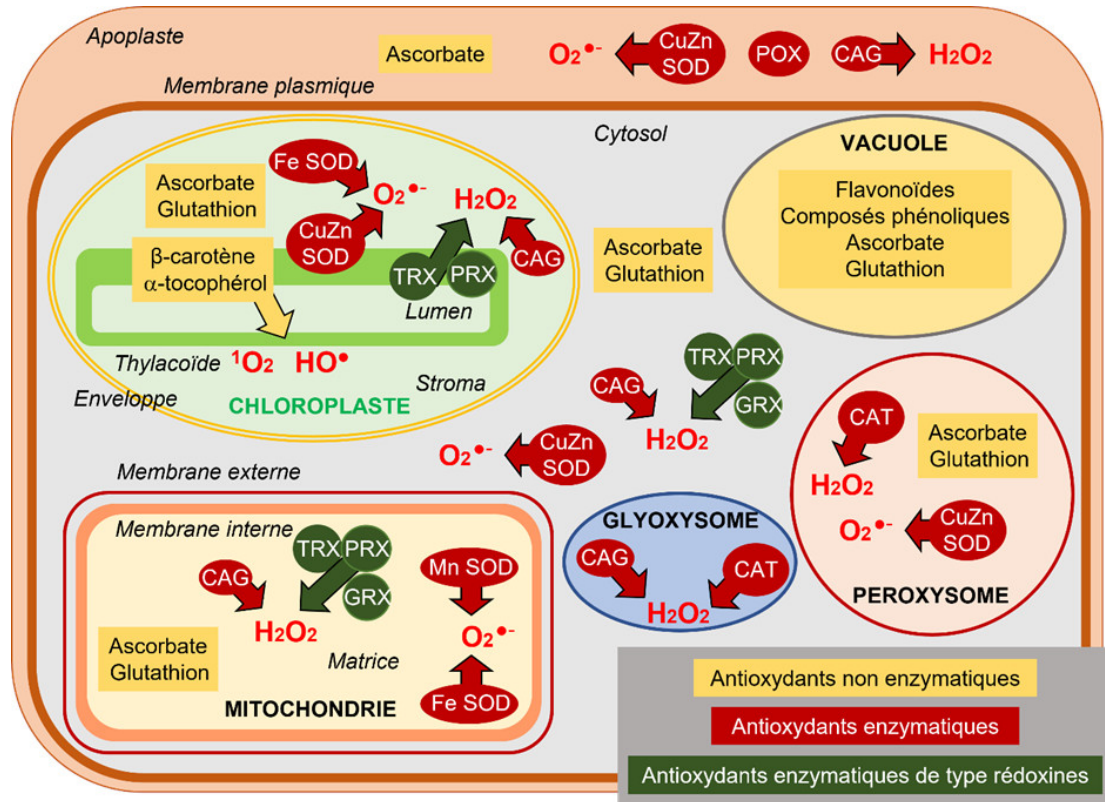 Apoplaste
Ascorbate
O₂•-
CuZn
SOD
POX
CAG
H₂O₂
Membrane plasmique
Cytosol
VACUOLE
Flavonoïdes
Composés phénoliques
Ascorbate
Glutathion
Fe SOD
Ascorbate
Glutathion
O₂•-
H₂O₂
CuZn
SOD
CAG
β-carotène
α-tocophérol
TRX
PRX
Lumen
Thylacoïde
¹O₂
HO•
Enveloppe
Stroma
CHLOROPLASTE
Ascorbate
Glutathion
TRX
PRX
CAG
GRX
H₂O₂
O₂•-
CuZn
SOD
CAT
Ascorbate
Glutathion
H₂O₂
O₂•-
CuZn
SOD
PEROXYSOME
Membrane externe
Membrane interne
TRX
PRX
CAG
GRX
Mn SOD
H₂O₂
O₂•-
Ascorbate
Glutathion
Matrice
Fe SOD
MITOCHONDRIE
GLYOXYSOME
CAG
CAT
H₂O₂
Antioxydants non enzymatiques
Antioxydants enzymatiques
Antioxydants enzymatiques de type rédoxines